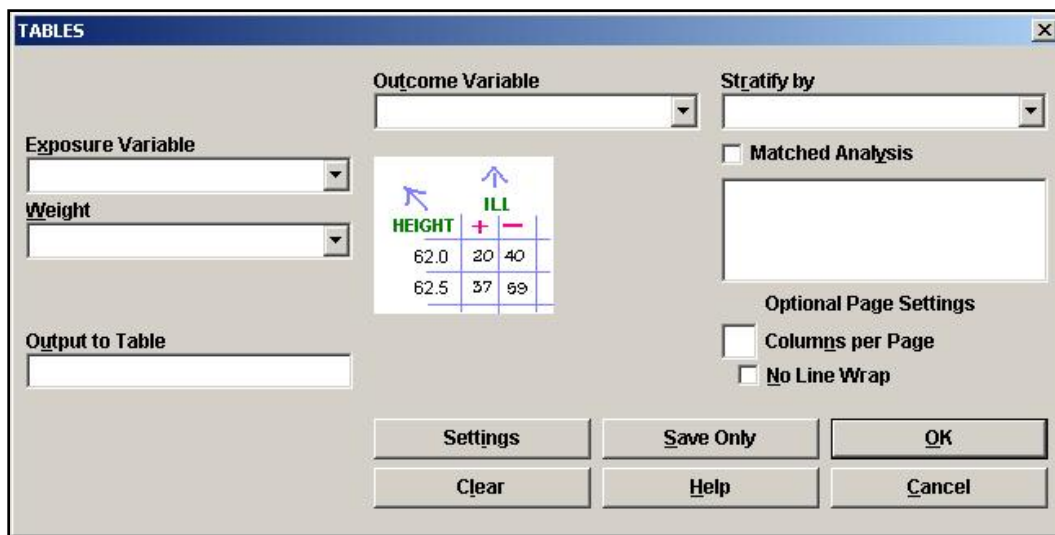 TABLES
Outcome Variable
Stratify by
Exposure Variable
Matched Analysis
Weight
ILL
HEIGHT + −
62.0 20 40
62.5 37 59
Optional Page Settings
Output to Table
Columns per Page
No Line Wrap
Settings Save Only OK
Clear Help Cancel